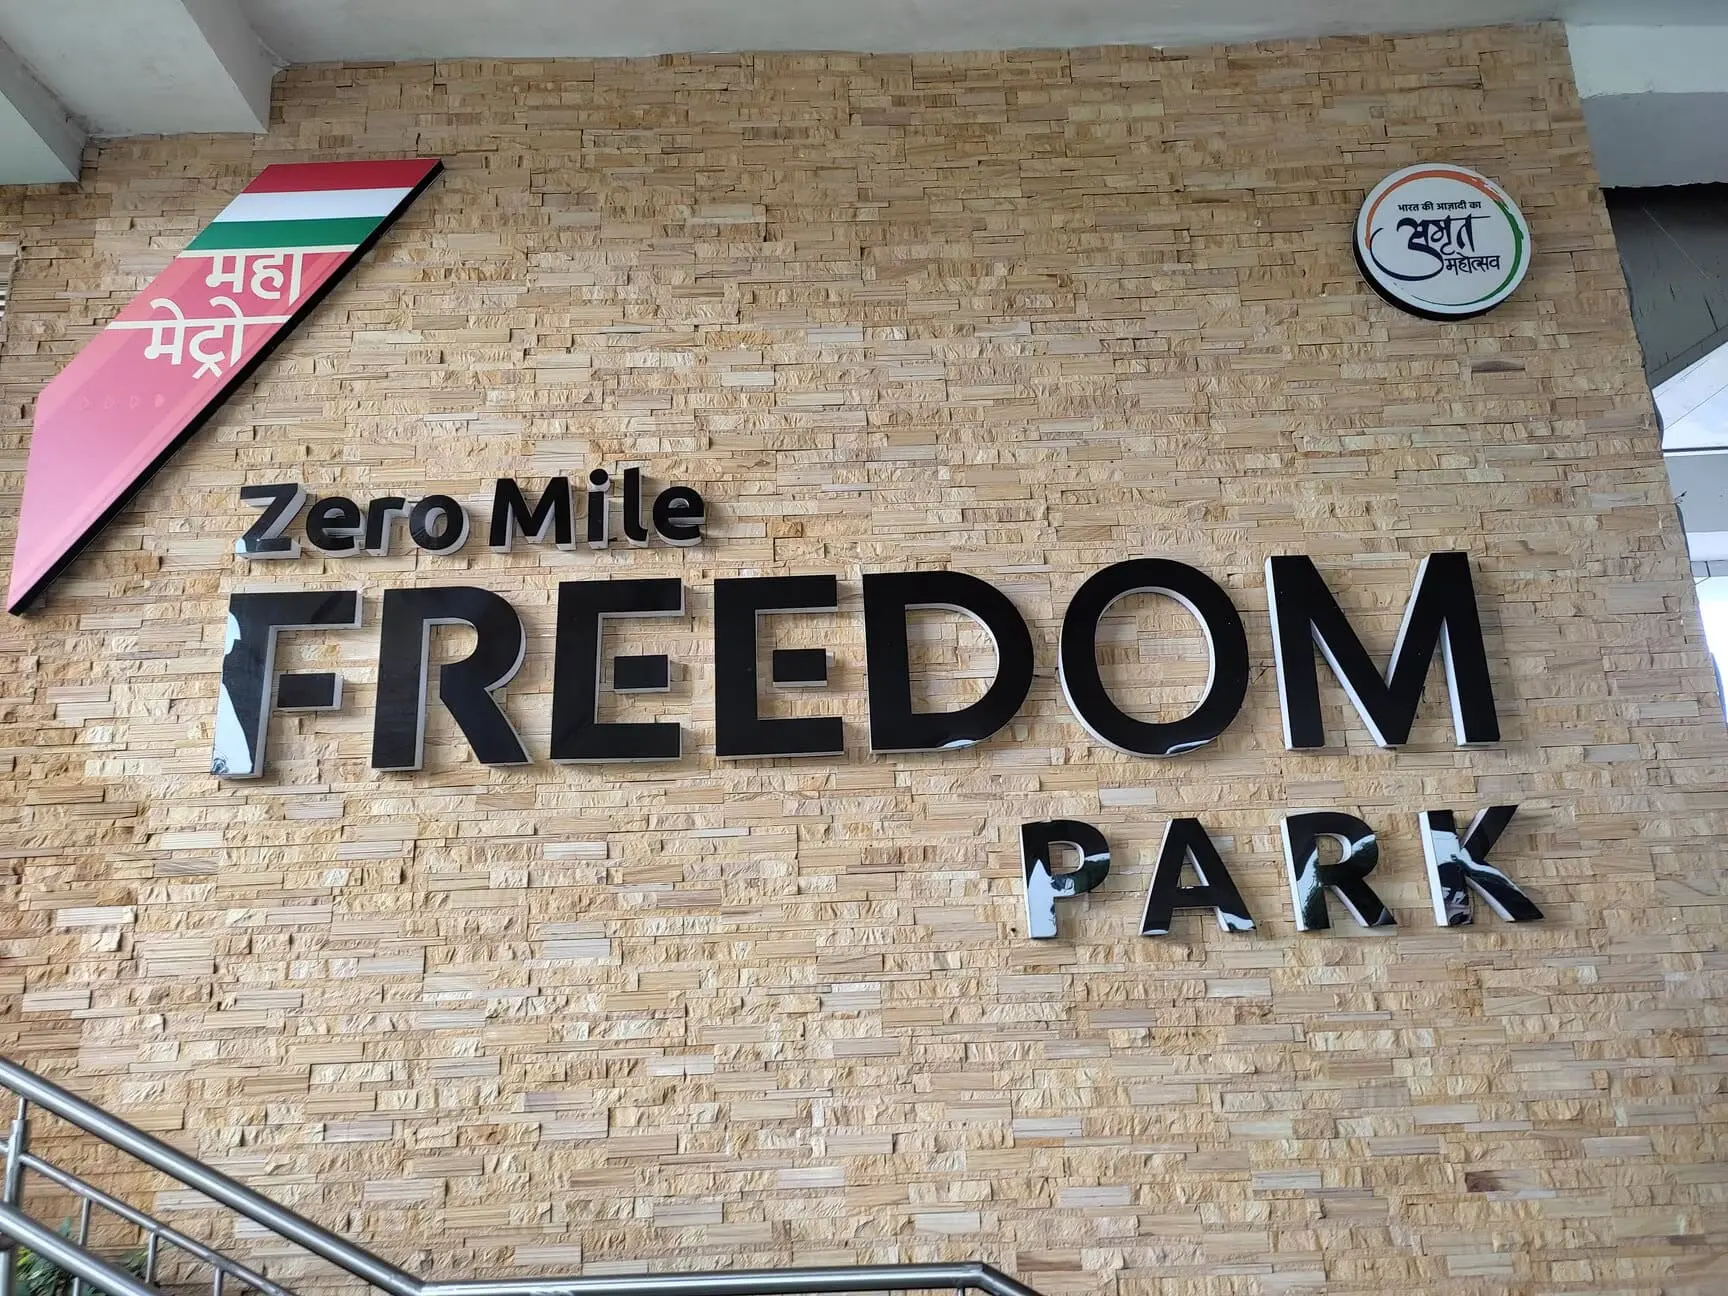 महा
मेट्रो
भारत की आज़ादी का
अमृत
महोत्सव
Zero Mile
FREEDOM
PARK